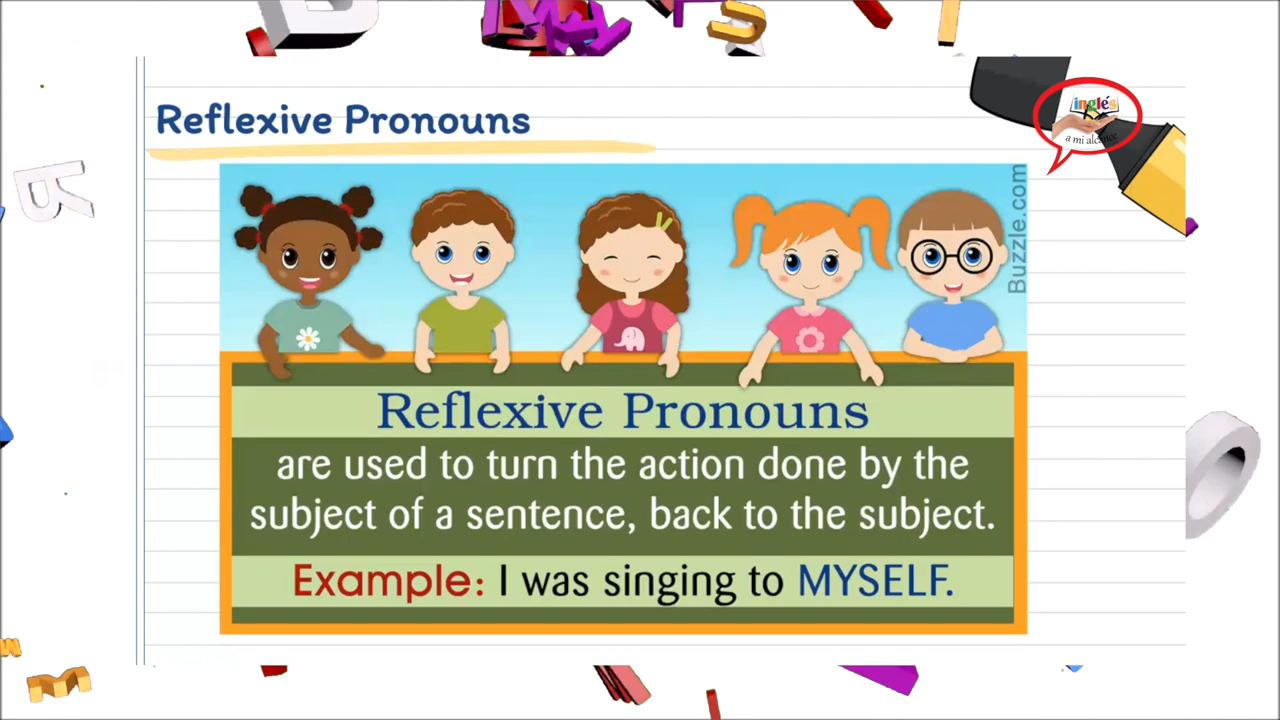 Reflexive Pronouns
inglés
a mi alcance
Buzzle.com
Reflexive Pronouns
are used to turn the action done by the
subject of a sentence, back to the subject.
Example: I was singing to MYSELF.